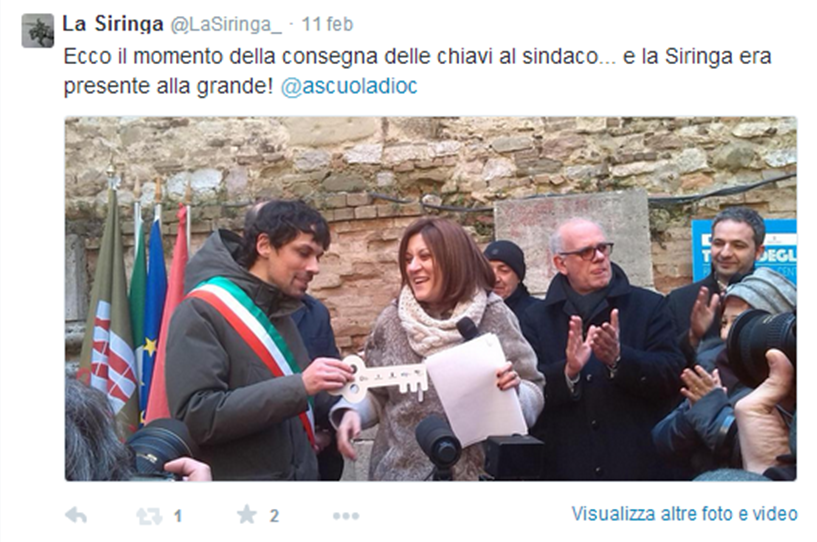 La Siringa @LaSiringa_ · 11 feb
Ecco il momento della consegna delle chiavi al sindaco... e la Siringa era
presente alla grande! @ascuoladioc
1 2
Visualizza altre foto e video